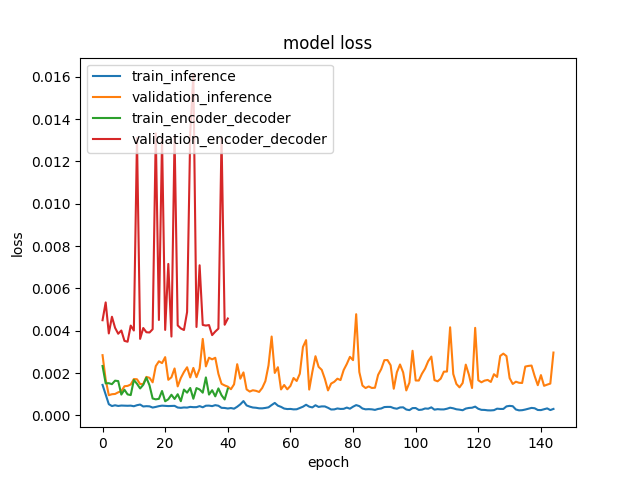 model loss
train_inference
validation_inference
train_encoder_decoder
validation_encoder_decoder
0.016
0.014
0.012
0.010
0.008
0.006
0.004
0.002
0.000
loss
0 20 40 60 80 100 120 140
epoch